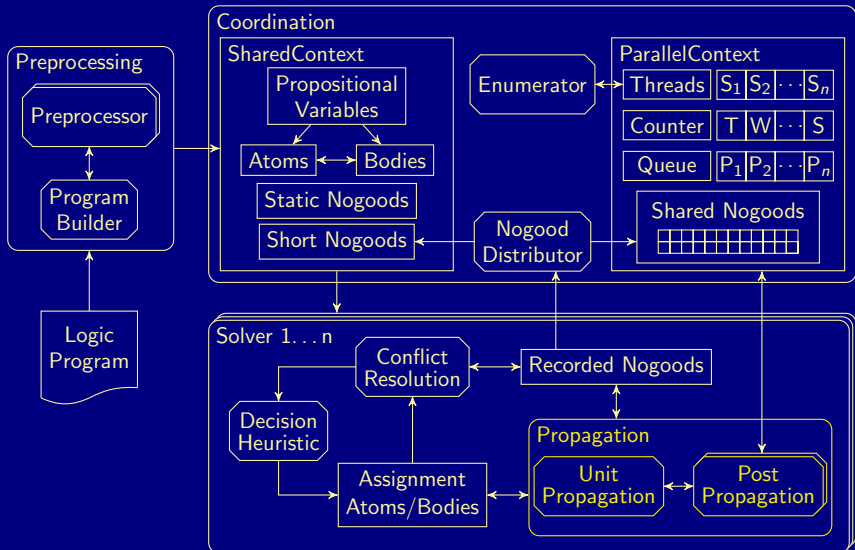 Coordination
Preprocessing
Preprocessor
Program
Builder
Logic
Program
SharedContext
Propositional
Variables
Atoms
Bodies
Static Nogoods
Short Nogoods
Enumerator
Nogood
Distributor
ParallelContext
Threads S₁ S₂ ... Sₙ
Counter T W ... S
Queue P₁ P₂ ... Pₙ
Shared Nogoods
Solver 1...n
Conflict
Resolution
Recorded Nogoods
Decision
Heuristic
Assignment
Atoms/Bodies
Propagation
Unit
Propagation
Post
Propagation